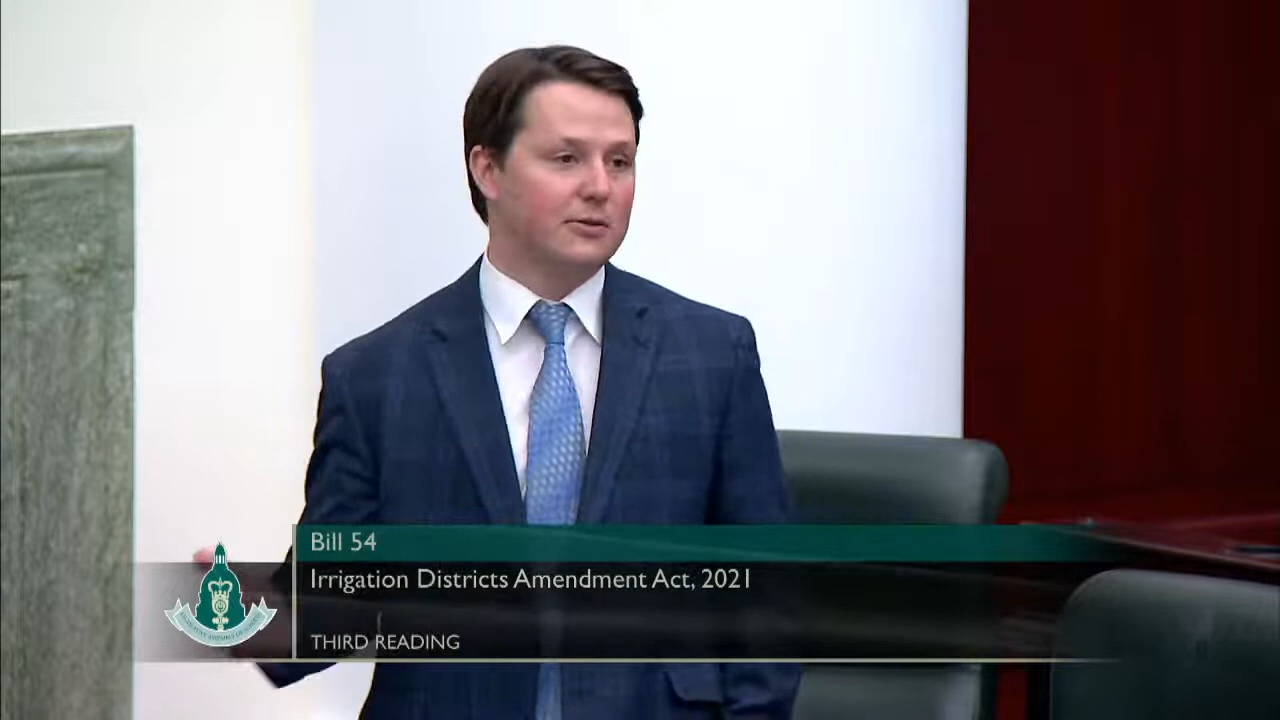 Bill 54
Irrigation Districts Amendment Act, 2021
THIRD READING